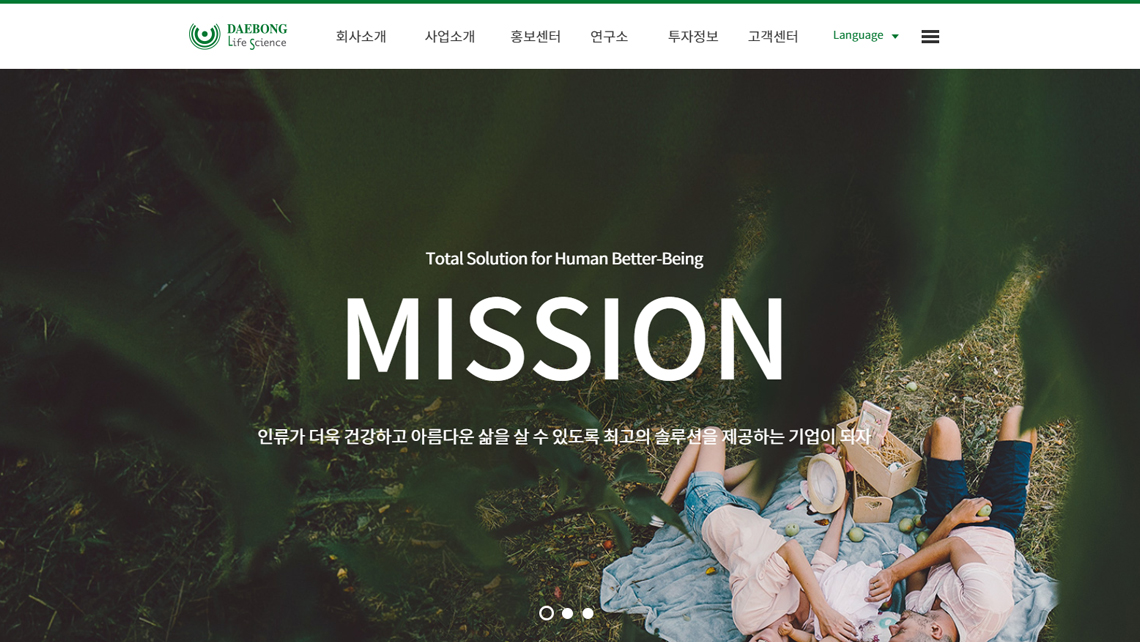 DAEBONG
Life Science
회사소개
사업소개
홍보센터
연구소
투자정보
고객센터
Language
Total Solution for Human Better-Being
MISSION
인류가 더욱 건강하고 아름다운 삶을 살 수 있도록 최고의 솔루션을 제공하는 기업이 되자